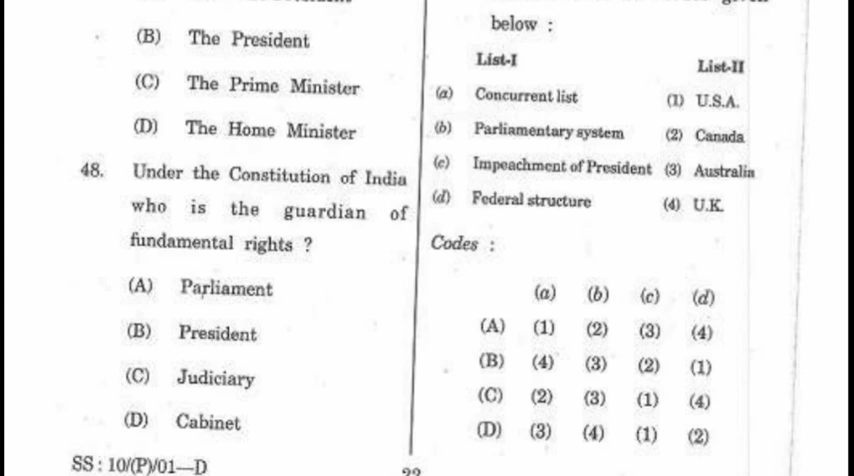 (B) The President
(C) The Prime Minister
(D) The Home Minister
48. Under the Constitution of India
who is the guardian of
fundamental rights ?
(A) Parliament
(B) President
(C) Judiciary
(D) Cabinet
SS : 10/(P)/01—D
below :
List-I List-II
(a) Concurrent list (1) U.S.A.
(b) Parliamentary system (2) Canada
(c) Impeachment of President (3) Australia
(d) Federal structure (4) U.K.
Codes :
(a) (b) (c) (d)
(A) (1) (2) (3) (4)
(B) (4) (3) (2) (1)
(C) (2) (3) (1) (4)
(D) (3) (4) (1) (2)